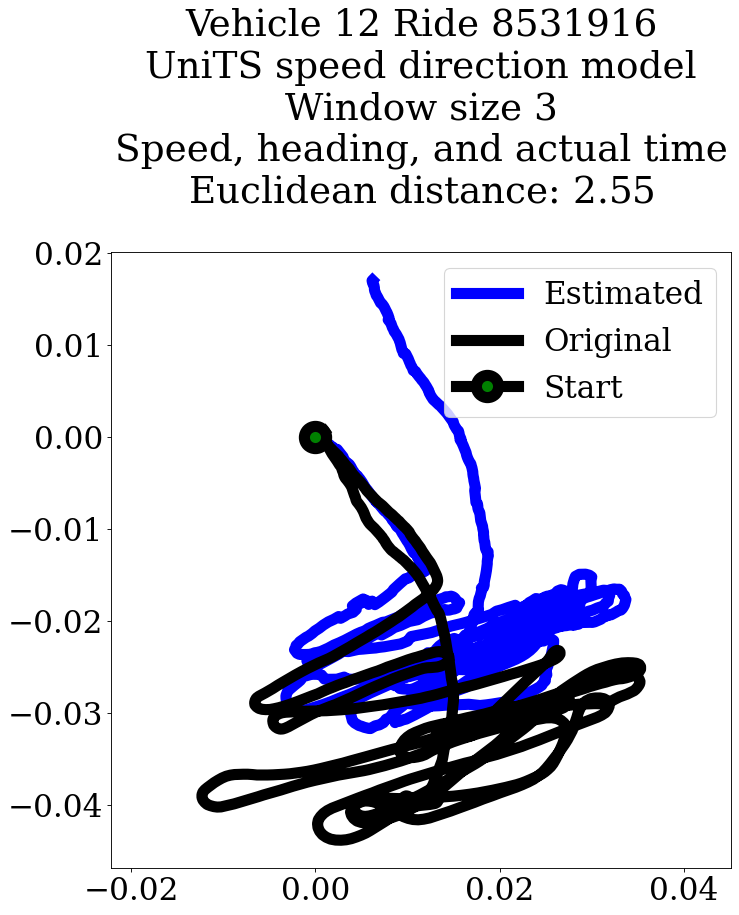 Vehicle 12 Ride 8531916
UniTS speed direction model
Window size 3
Speed, heading, and actual time
Euclidean distance: 2.55
0.02
0.01
0.00
−0.01
−0.02
−0.03
−0.04
Estimated
Original
Start
−0.02
0.00
0.02
0.04